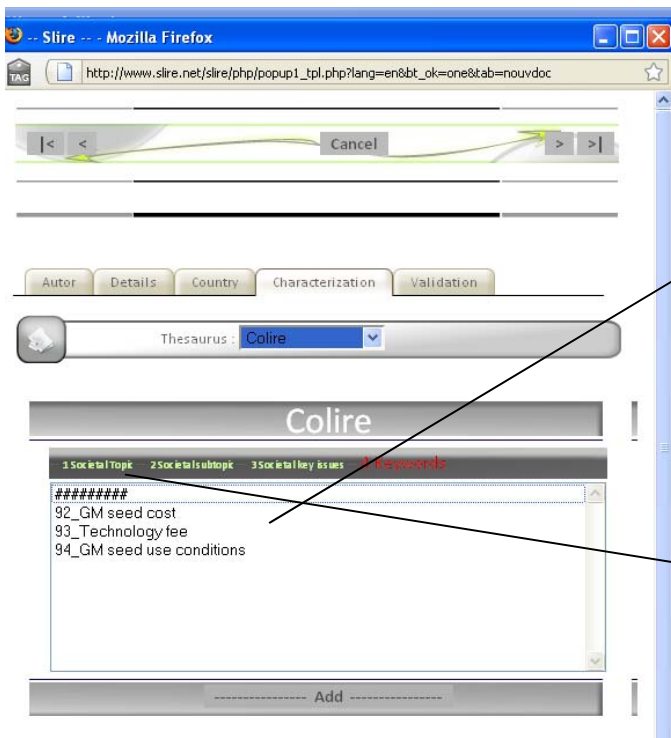 -- Slire -- - Mozilla Firefox
TAG http://www.slire.net/slire/php/popup1_tpl.php?lang=en&bt_ok=one&tab=nouvdoc
|< < Cancel > >|
Autor Details Country Characterization Validation
Thesaurus : Colire
Colire
1 Societal Topic 2 Societal subtopic 3 Societal key issues 4 Keywords
#########
92_GM seed cost
93_Technology fee
94_GM seed use conditions
---------------- Add ----------------